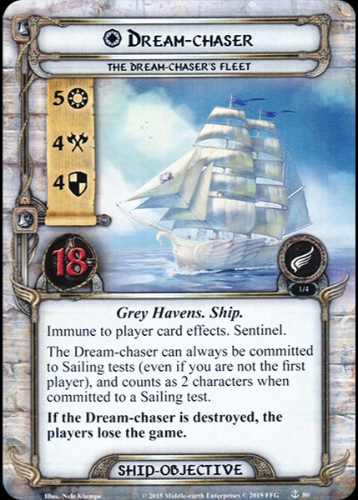 Dream-chaser
The Dream-chaser's Fleet
5
4
4
18
1/4
Grey Havens. Ship.
Immune to player card effects. Sentinel.
The Dream-chaser can always be committed
to Sailing tests (even if you are not the first
player), and counts as 2 characters when
committed to a Sailing test.
If the Dream-chaser is destroyed, the
players lose the game.
Ship-Objective
Illus. Nele Klumpe © 2015 Middle-earth Enterprises © 2015 FFG 80